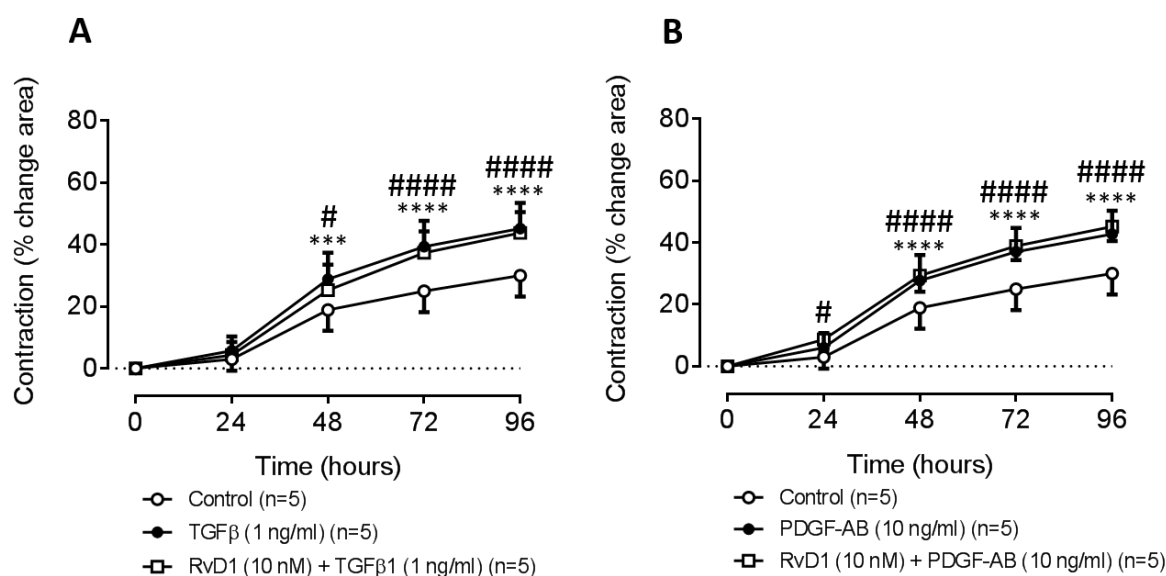 A
Contraction (% change area)
80
60
40
20
0
#
***
####
****
####
****
0 24 48 72 96
Time (hours)
Control (n=5)
TGFβ (1 ng/ml) (n=5)
RvD1 (10 nM) + TGFβ1 (1 ng/ml) (n=5)
B
Contraction (% change area)
80
60
40
20
0
#
####
****
####
****
####
****
0 24 48 72 96
Time (hours)
Control (n=5)
PDGF-AB (10 ng/ml) (n=5)
RvD1 (10 nM) + PDGF-AB (10 ng/ml) (n=5)